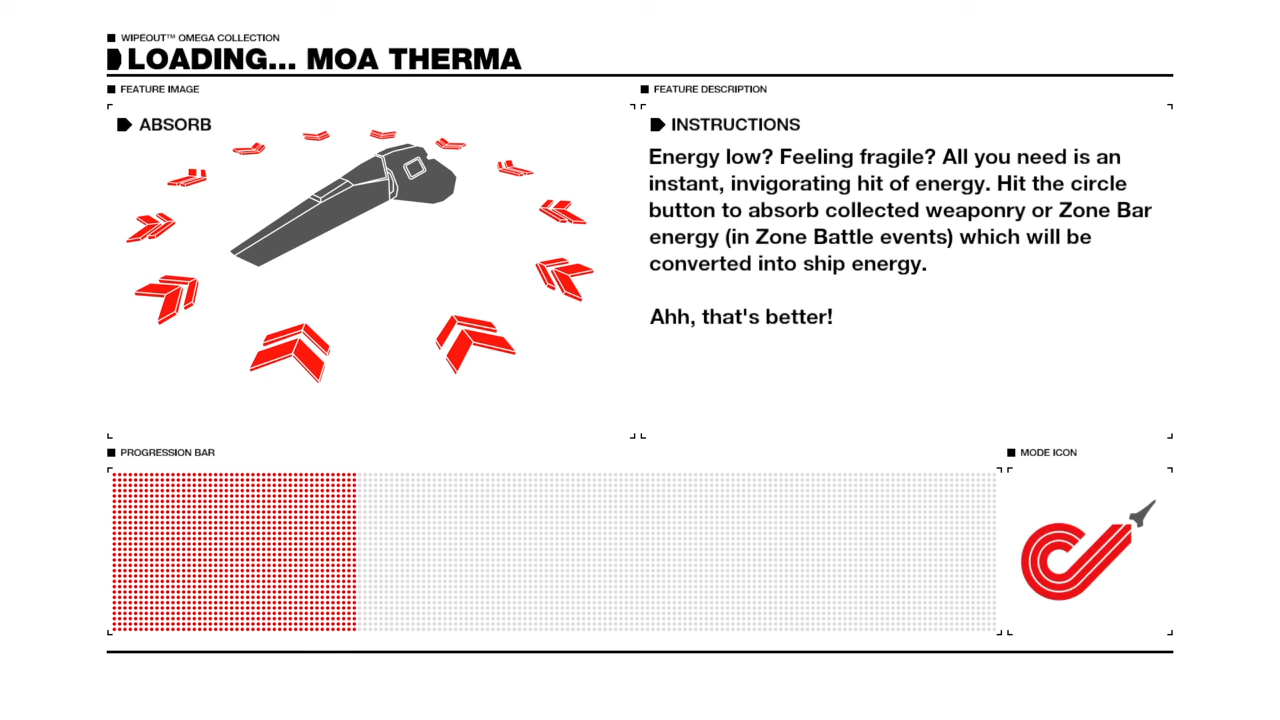 WIPEOUT™ OMEGA COLLECTION
LOADING... MOA THERMA
FEATURE IMAGE
ABSORB
FEATURE DESCRIPTION
INSTRUCTIONS
Energy low? Feeling fragile? All you need is an
instant, invigorating hit of energy. Hit the circle
button to absorb collected weaponry or Zone Bar
energy (in Zone Battle events) which will be
converted into ship energy.
Ahh, that's better!
PROGRESSION BAR
MODE ICON